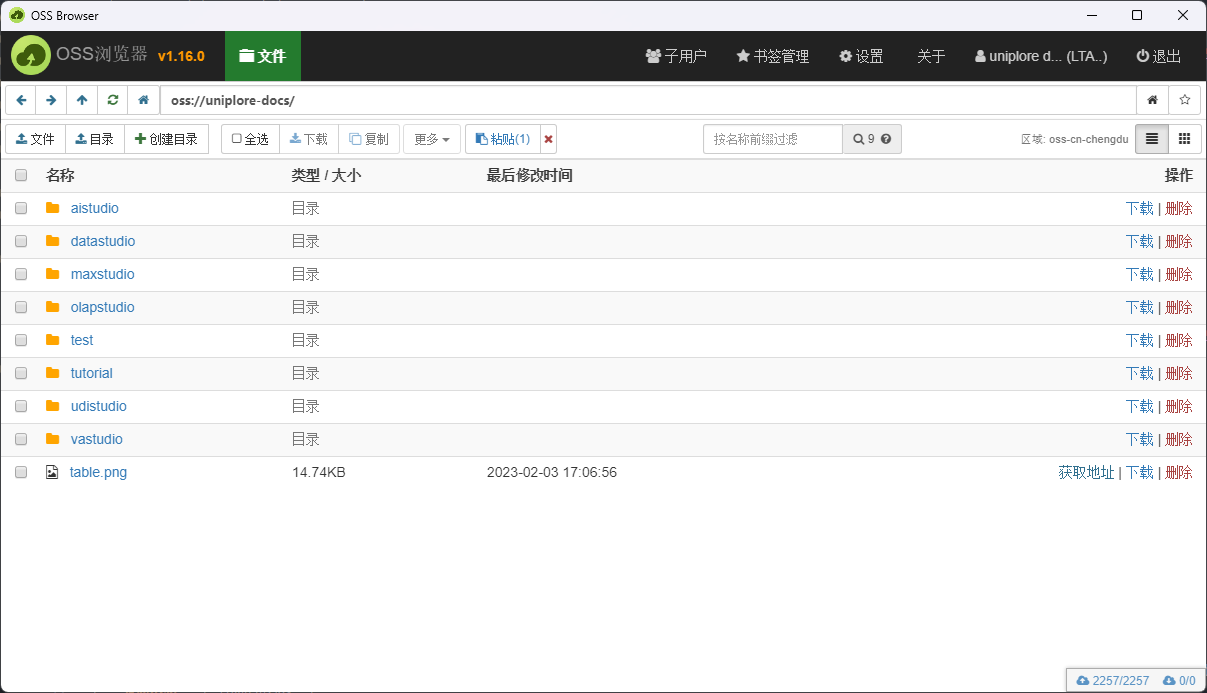 OSS Browser
OSS浏览器 v1.16.0 文件 子用户 书签管理 设置 关于 uniplore d... (LTA..) 退出
oss://uniplore-docs/
文件 目录 创建目录 全选 下载 复制 更多 粘贴(1) 按名称前缀过滤 9 区域: oss-cn-chengdu
名称 类型 / 大小 最后修改时间 操作
aistudio 目录 下载 | 删除
datastudio 目录 下载 | 删除
maxstudio 目录 下载 | 删除
olapstudio 目录 下载 | 删除
test 目录 下载 | 删除
tutorial 目录 下载 | 删除
udistudio 目录 下载 | 删除
vastudio 目录 下载 | 删除
table.png 14.74KB 2023-02-03 17:06:56 获取地址 | 下载 | 删除
2257/2257 0/0